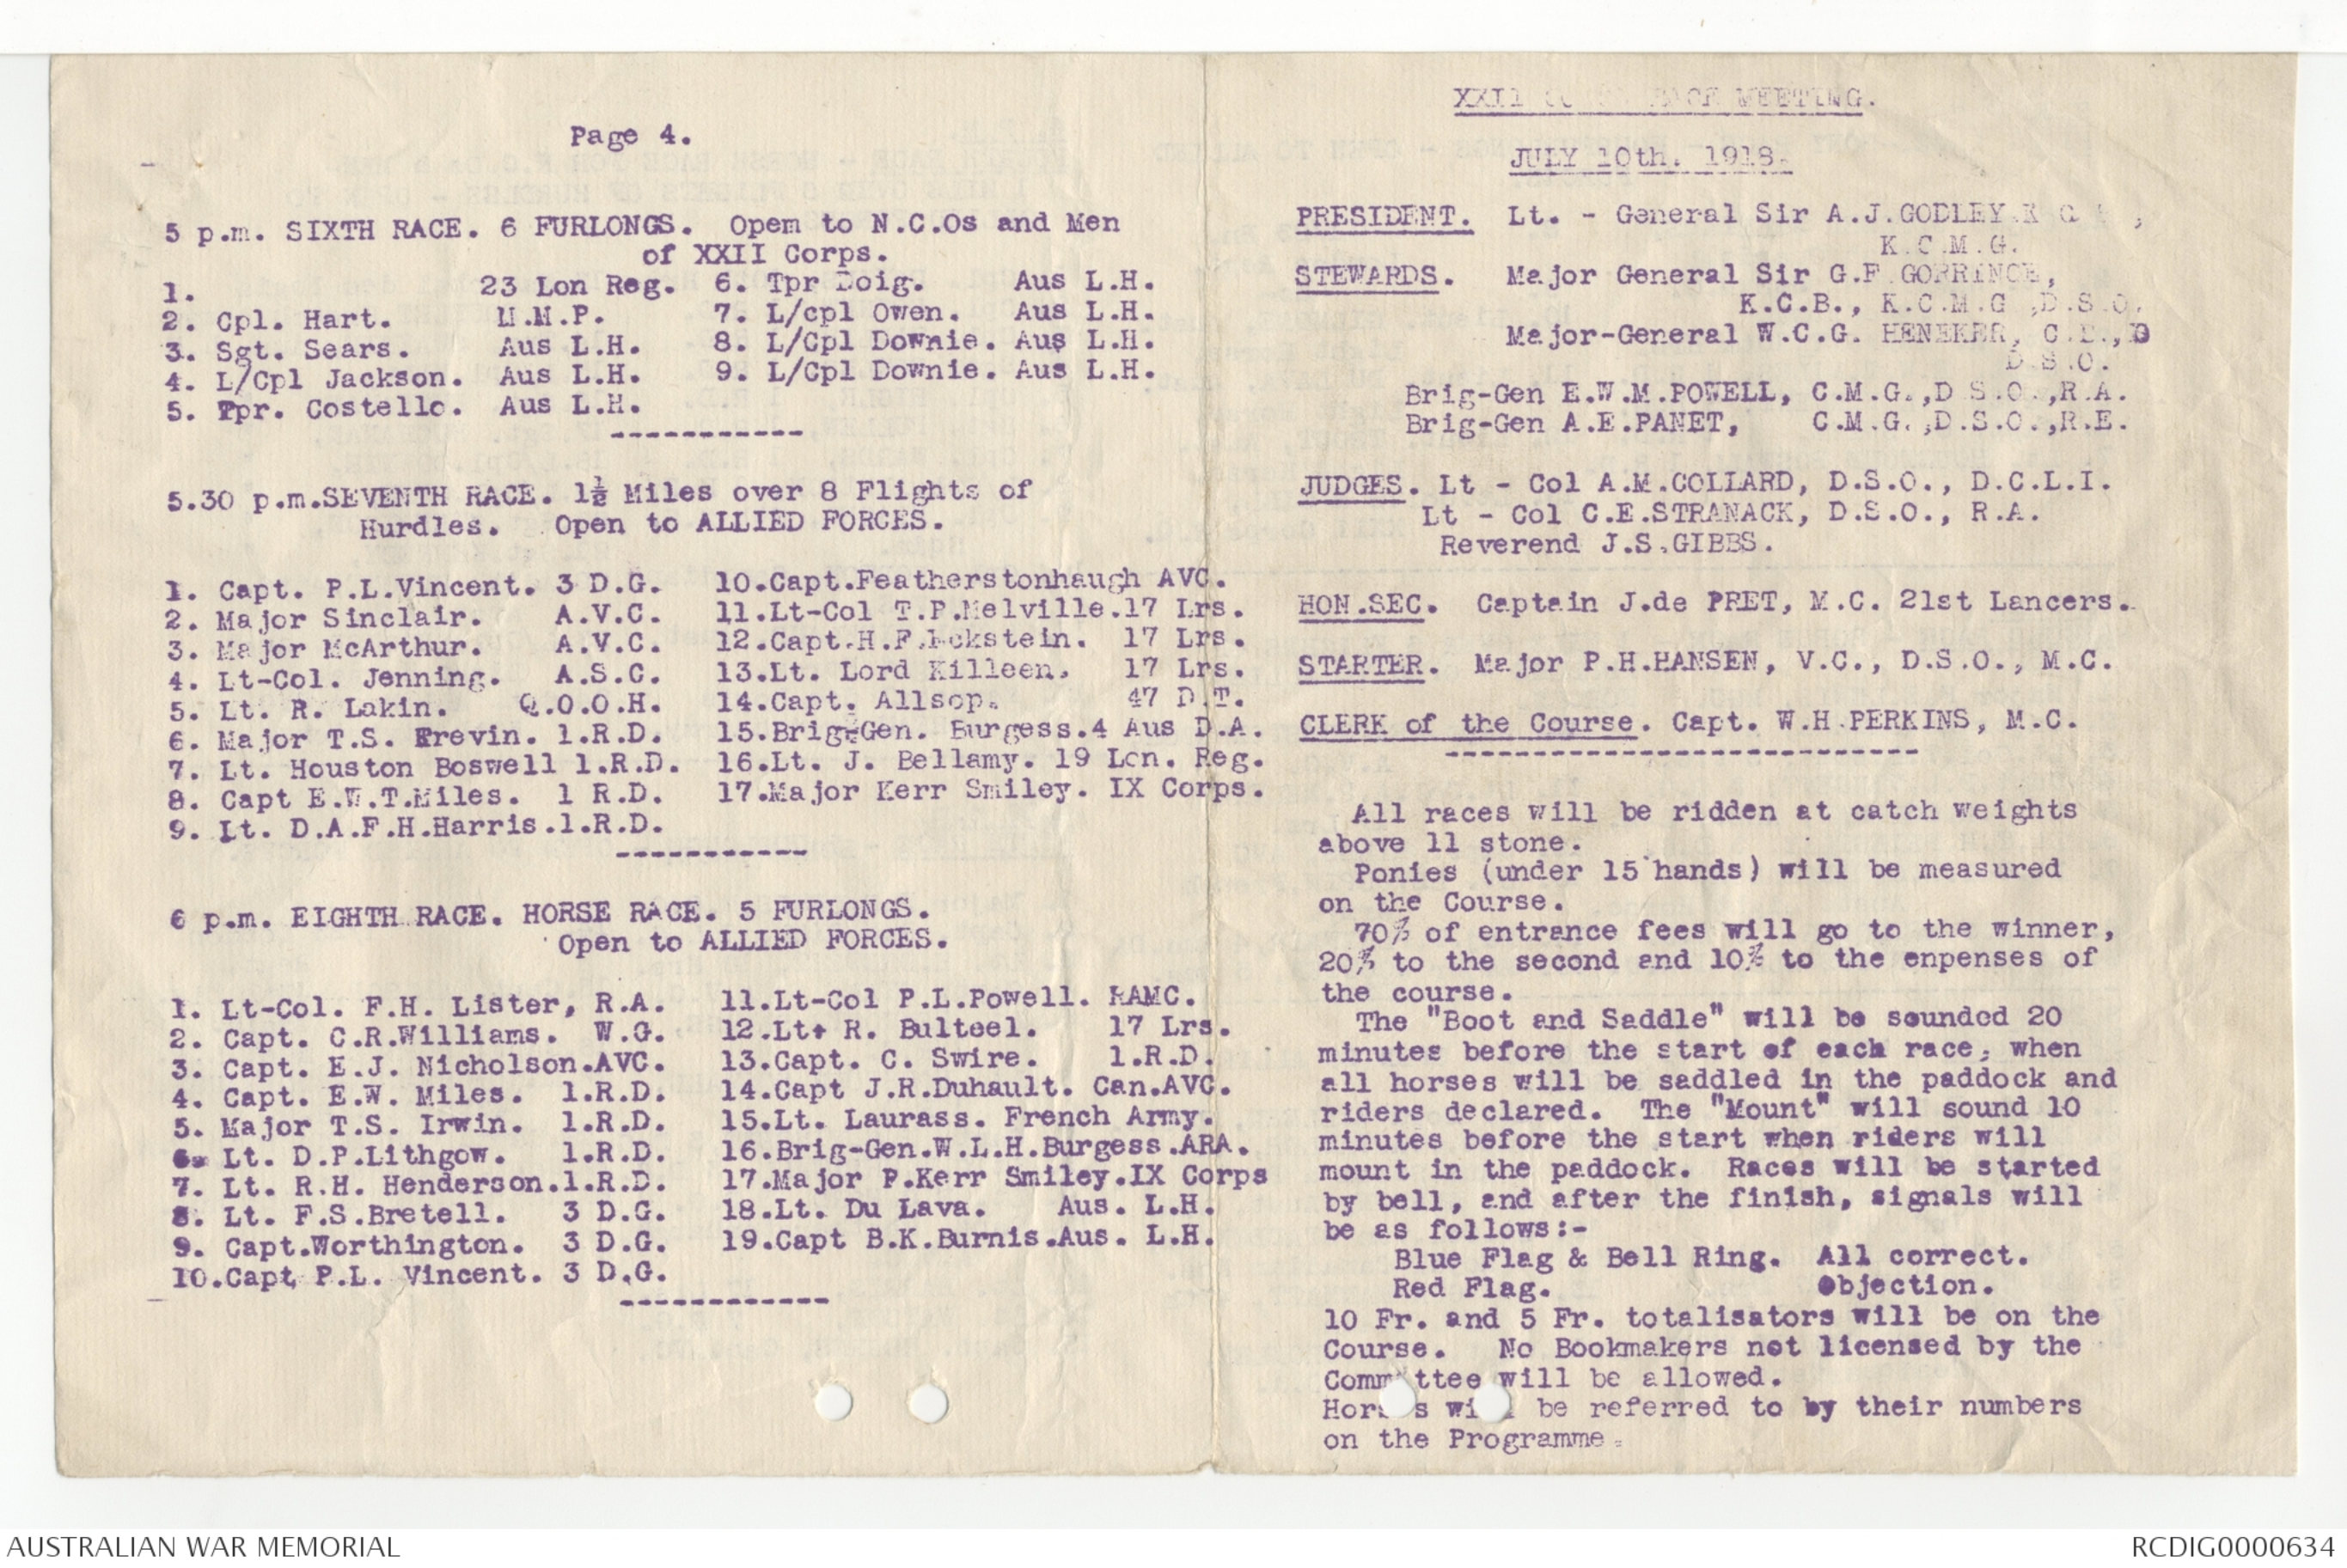 Page 4.
5 p.m. SIXTH RACE. 6 FURLONGS. Opem to N.C.Os and Men
of XXII Corps.
1. 23 Lon Reg.
2. Cpl. Hart. M.M.P.
3. Sgt. Sears. Aus L.H.
4. L/Cpl Jackson. Aus L.H.
5. Tpr. Costello. Aus L.H.
6. Tpr Doig. Aus L.H.
7. L/cpl Owen. Aus L.H.
8. L/Cpl Downie. Aus L.H.
9. L/Cpl Downie. Aus L.H.
-----------
5.30 p.m.SEVENTH RACE. 1½ Miles over 8 Flights of
Hurdles. Open to ALLIED FORCES.
1. Capt. P.L.Vincent. 3 D.G.
2. Major Sinclair. A.V.C.
3. Major McArthur. A.V.C.
4. Lt-Col. Jenning. A.S.C.
5. Lt. R. Lakin. Q.O.O.H.
6. Major T.S. Erevin. 1.R.D.
7. Lt. Houston Boswell 1.R.D.
8. Capt E.W.T.Miles. 1 R.D.
9. Lt. D.A.F.H.Harris.1.R.D.
10.Capt.Featherstonhaugh AVC.
11.Lt-Col T.P.Melville.17 Lrs.
12.Capt.H.F.Eckstein. 17 Lrs.
13.Lt. Lord Killeen. 17 Lrs.
14.Capt. Allsop. 47 D.T.
15.Brig-Gen. Burgess.4 Aus D.A.
16.Lt. J. Bellamy. 19 Lon. Reg.
17.Major Kerr Smiley. IX Corps.
-----------
6 p.m. EIGHTH RACE. HORSE RACE. 5 FURLONGS.
Open to ALLIED FORCES.
1. Lt-Col. F.H. Lister, R.A.
2. Capt. C.R.Williams. W.G.
3. Capt. E.J. Nicholson.AVC.
4. Capt. E.W. Miles. 1.R.D.
5. Major T.S. Irwin. 1.R.D.
6. Lt. D.P.Lithgow. 1.R.D.
7. Lt. R.H. Henderson.1.R.D.
8. Lt. F.S.Bretell. 3 D.G.
9. Capt.Worthington. 3 D.G.
10.Capt P.L. Vincent. 3 D.G.
11.Lt-Col P.L.Powell. RAMC.
12.Lt. R. Bulteel. 17 Lrs.
13.Capt. C. Swire. 1.R.D.
14.Capt J.R.Duhault. Can.AVC.
15.Lt. Laurass. French Army.
16.Brig-Gen.W.L.H.Burgess.ARA.
17.Major P.Kerr Smiley.IX Corps
18.Lt. Du Lava. Aus. L.H.
19.Capt B.K.Burnis.Aus. L.H.
------------
XXII RACE MEETING.
JULY 10th. 1918.
PRESIDENT. Lt. - General Sir A.J.GODLEY
K.C.M.G.
STEWARDS. Major General Sir G.F.GORRINGE,
K.C.B., K.C.M.G.,D.S.O.
Major-General W.C.G. HENEKER, C.B.,D
D.S.O.
Brig-Gen E.W.M.POWELL, C.M.G.,D.S.O.,R.A.
Brig-Gen A.E.PANET, C.M.G.,D.S.O.,R.E.
JUDGES. Lt - Col A.M.COLLARD, D.S.O., D.C.L.I.
Lt - Col C.E.STRANACK, D.S.O., R.A.
Reverend J.S.GIBBS.
HON.SEC. Captain J.de PRET, M.C. 21st Lancers.
STARTER. Major P.H.HANSEN, V.C., D.S.O., M.C.
CLERK of the Course. Capt. W.H.PERKINS, M.C.
--------------------------
All races will be ridden at catch weights
above 11 stone.
Ponies (under 15 hands) will be measured
on the Course.
70% of entrance fees will go to the winner,
20% to the second and 10% to the enpenses of
the course.
The "Boot and Saddle" will be sounded 20
minutes before the start of each race, when
all horses will be saddled in the paddock and
riders declared. The "Mount" will sound 10
minutes before the start when riders will
mount in the paddock. Races will be started
by bell, and after the finish, signals will
be as follows:-
Blue Flag & Bell Ring. All correct.
Red Flag. Objection.
10 Fr. and 5 Fr. totalisators will be on the
Course. No Bookmakers not licensed by the
Committee will be allowed.
Horses will be referred to by their numbers
on the Programme.
AUSTRALIAN WAR MEMORIAL
RCDIG0000634